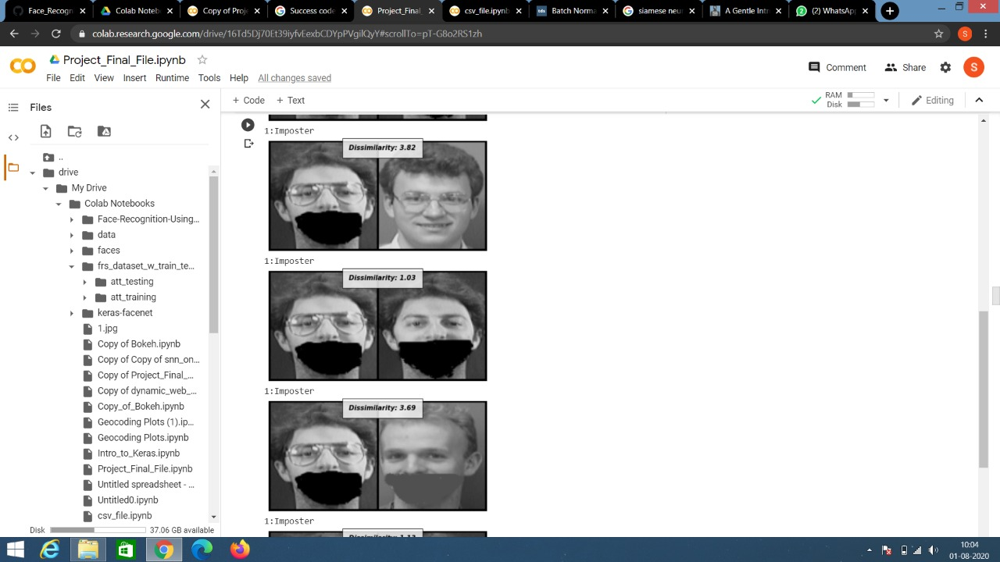 Face_Recogn
Colab Noteb
Copy of Proje
Success code
Project_Final_
csv_file.ipynb
tds Batch Norma
siamese neur
A Gentle Intr
(2) WhatsApp
colab.research.google.com/drive/16Td5Dj70Et39iyfvEexbCDYpPVgilQyY#scrollTo=pT-G8o2RS1zh
S
Project_Final_File.ipynb
Comment
Share
S
File Edit View Insert Runtime Tools Help All changes saved
Files
+ Code + Text
RAM
Disk
Editing
..
drive
My Drive
Colab Notebooks
Face-Recognition-Using...
data
faces
frs_dataset_w_train_te...
att_testing
att_training
keras-facenet
1.jpg
Copy of Bokeh.ipynb
Copy of Copy of snn_on...
Copy of Project_Final_...
Copy of dynamic_web_...
Copy_of_Bokeh.ipynb
Geocoding Plots (1).ip...
Geocoding Plots.ipynb
Intro_to_Keras.ipynb
Project_Final_File.ipynb
Untitled spreadsheet - ...
Untitled0.ipynb
csv_file.ipynb
Disk 37.06 GB available
1:Imposter
Dissimilarity: 3.82
1:Imposter
Dissimilarity: 1.03
1:Imposter
Dissimilarity: 3.69
1:Imposter
10:04
01-08-2020